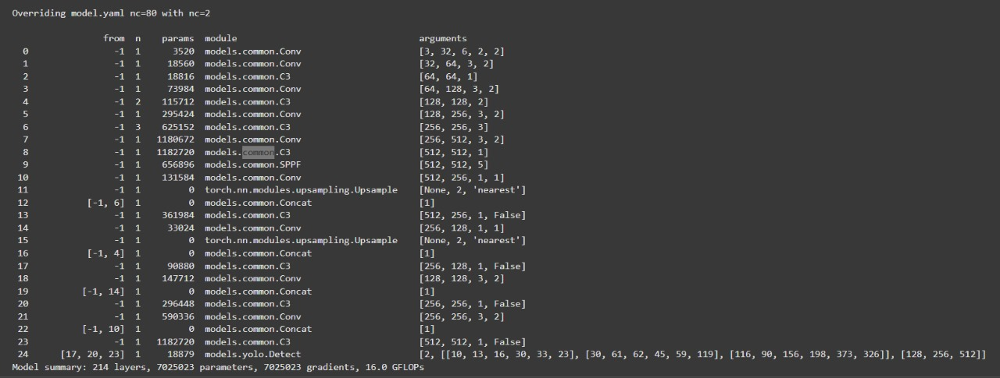 Overriding model.yaml nc=80 with nc=2
from n params module arguments
0 -1 1 3520 models.common.Conv [3, 32, 6, 2, 2]
1 -1 1 18560 models.common.Conv [32, 64, 3, 2]
2 -1 1 18816 models.common.C3 [64, 64, 1]
3 -1 1 73984 models.common.Conv [64, 128, 3, 2]
4 -1 2 115712 models.common.C3 [128, 128, 2]
5 -1 1 295424 models.common.Conv [128, 256, 3, 2]
6 -1 3 625152 models.common.C3 [256, 256, 3]
7 -1 1 1180672 models.common.Conv [256, 512, 3, 2]
8 -1 1 1182720 models.common.C3 [512, 512, 1]
9 -1 1 656896 models.common.SPPF [512, 512, 5]
10 -1 1 131584 models.common.Conv [512, 256, 1, 1]
11 -1 1 0 torch.nn.modules.upsampling.Upsample [None, 2, 'nearest']
12 [-1, 6] 1 0 models.common.Concat [1]
13 -1 1 361984 models.common.C3 [512, 256, 1, False]
14 -1 1 33024 models.common.Conv [256, 128, 1, 1]
15 -1 1 0 torch.nn.modules.upsampling.Upsample [None, 2, 'nearest']
16 [-1, 4] 1 0 models.common.Concat [1]
17 -1 1 90880 models.common.C3 [256, 128, 1, False]
18 -1 1 147712 models.common.Conv [128, 128, 3, 2]
19 [-1, 14] 1 0 models.common.Concat [1]
20 -1 1 296448 models.common.C3 [256, 256, 1, False]
21 -1 1 590336 models.common.Conv [256, 256, 3, 2]
22 [-1, 10] 1 0 models.common.Concat [1]
23 -1 1 1182720 models.common.C3 [512, 512, 1, False]
24 [17, 20, 23] 1 18879 models.yolo.Detect [2, [[10, 13, 16, 30, 33, 23], [30, 61, 62, 45, 59, 119], [116, 90, 156, 198, 373, 326]], [128, 256, 512]]
Model summary: 214 layers, 7025023 parameters, 7025023 gradients, 16.0 GFLOPs